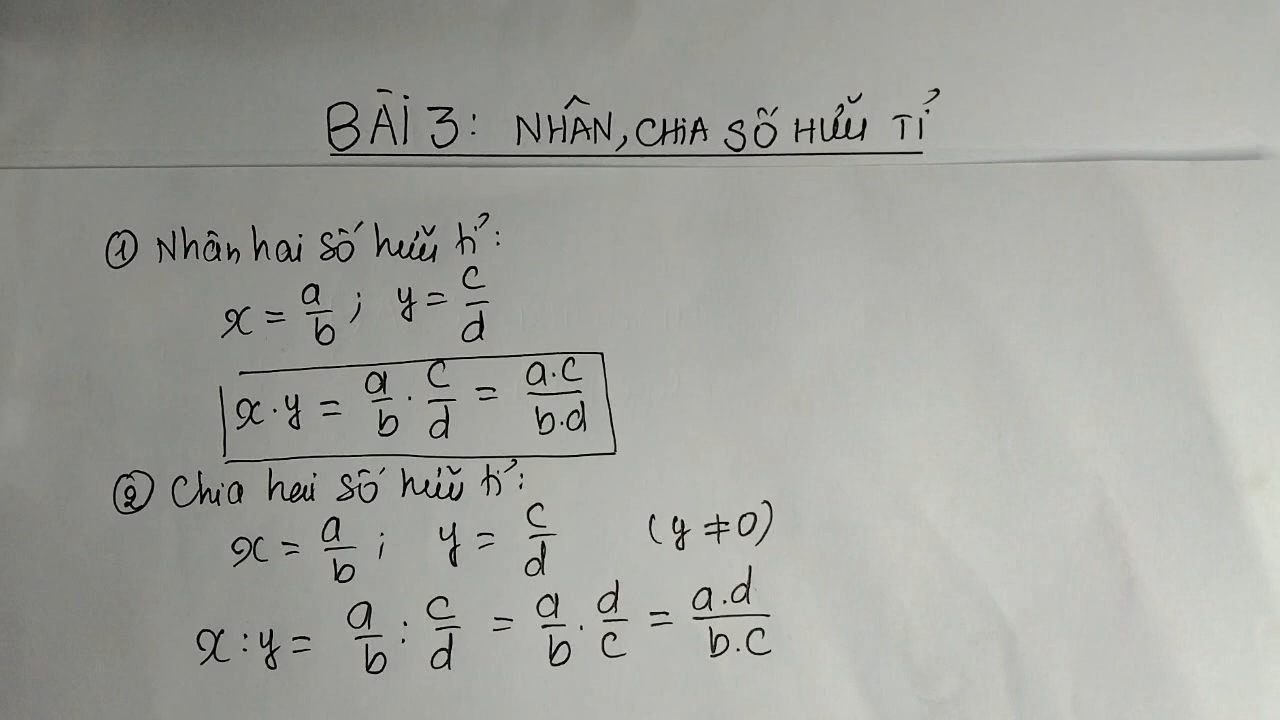 BÀI 3: NHÂN, CHIA SỐ HỮU TỈ
① Nhân hai số hữu tỉ:
x = a/b ; y = c/d
x . y = a/b . c/d = a.c/b.d
② Chia hai số hữu tỉ:
x = a/b ; y = c/d (y ≠ 0)
x : y = a/b : c/d = a/b . d/c = a.d/b.c